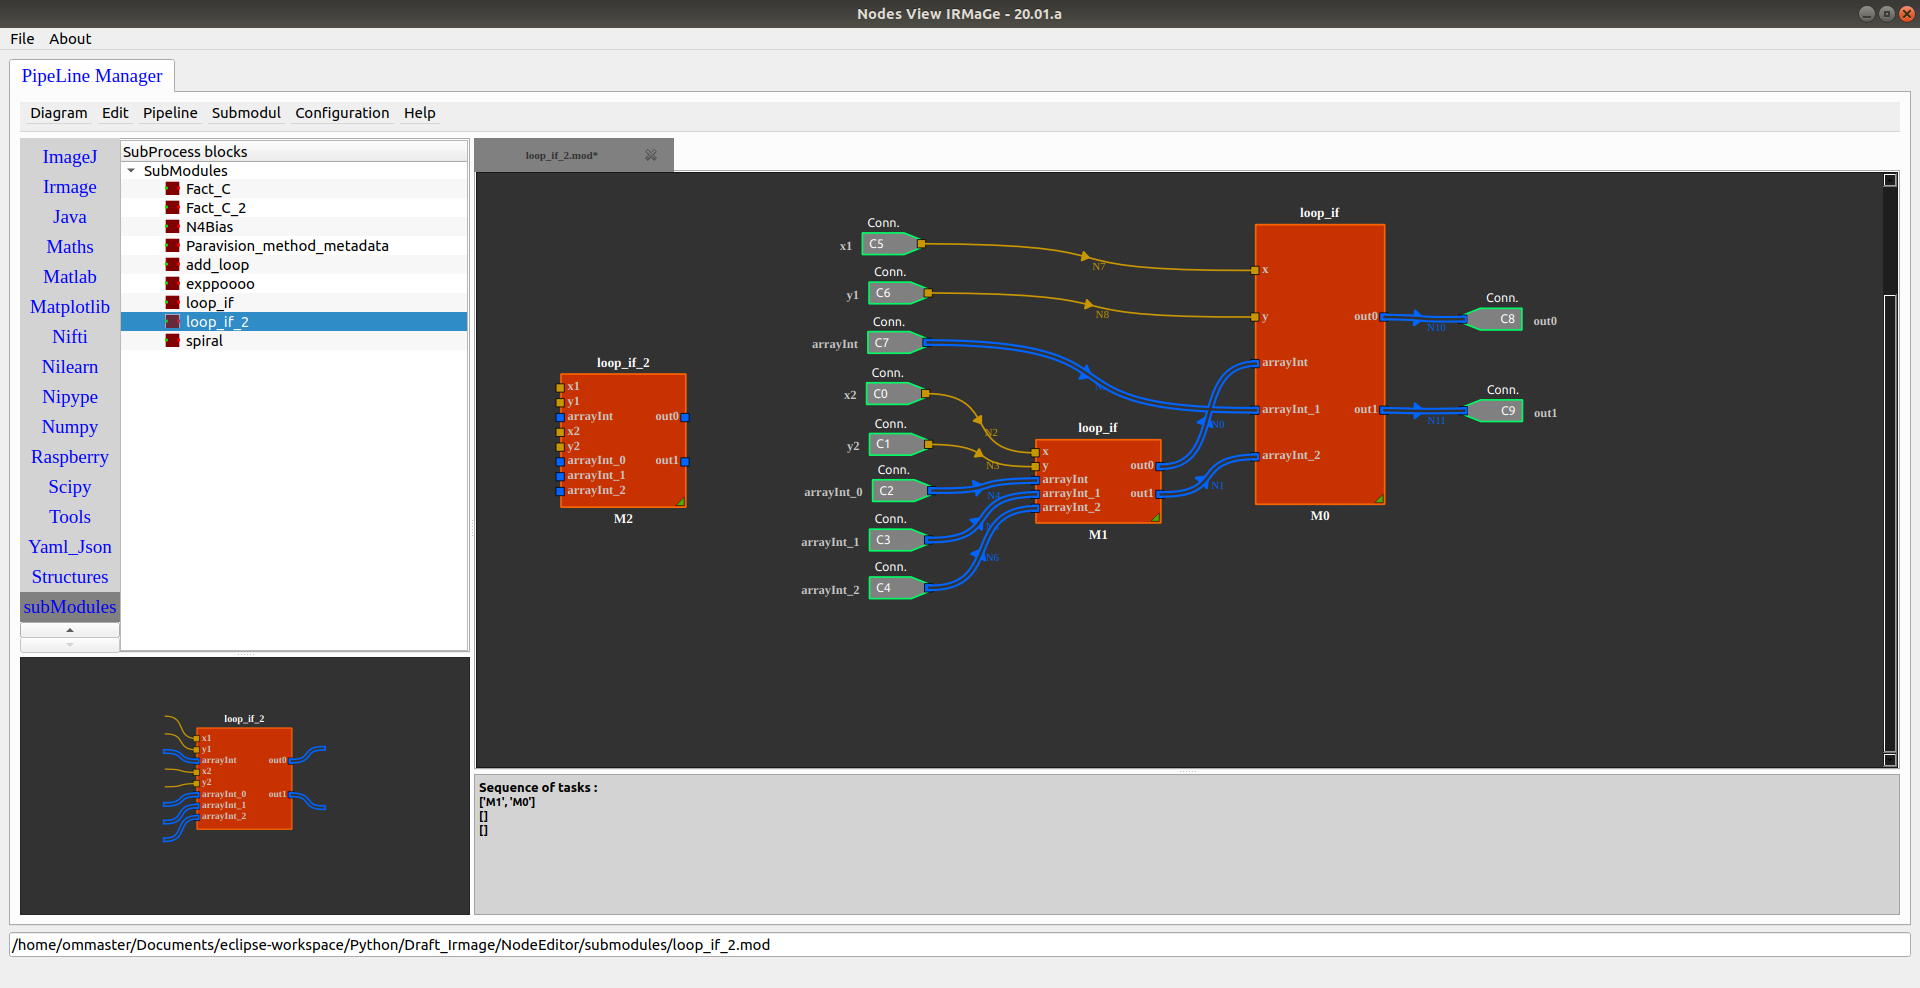 Nodes View IRMaGe - 20.01.a
File About
PipeLine Manager
Diagram Edit Pipeline Submodul Configuration Help
ImageJ
Irmage
Java
Maths
Matlab
Matplotlib
Nifti
Nilearn
Nipype
Numpy
Raspberry
Scipy
Tools
Yaml_Json
Structures
subModules
SubProcess blocks
SubModules
Fact_C
Fact_C_2
N4Bias
Paravision_method_metadata
add_loop
exppoooo
loop_if
loop_if_2
spiral
loop_if_2
x1
y1
arrayInt out0
x2
y2
arrayInt_0 out1
arrayInt_1
arrayInt_2
loop_if_2.mod*
loop_if_2
x1
y1
arrayInt out0
x2
y2
arrayInt_0 out1
arrayInt_1
arrayInt_2
M2
Conn.
x1 C5
N7
Conn.
y1 C6
N8
Conn.
arrayInt C7
Conn.
x2 C0
N2
Conn.
y2 C1
N3
Conn.
arrayInt_0 C2
N4
Conn.
arrayInt_1 C3
Conn.
arrayInt_2 C4
N6
loop_if
x
y out0
arrayInt
arrayInt_1 out1
arrayInt_2
M1
N0
N1
loop_if
x
y out0
arrayInt
arrayInt_1 out1
arrayInt_2
M0
Conn.
N10 C8 out0
Conn.
N11 C9 out1
Sequence of tasks :
['M1', 'M0']
[]
[]
/home/ommaster/Documents/eclipse-workspace/Python/Draft_Irmage/NodeEditor/submodules/loop_if_2.mod